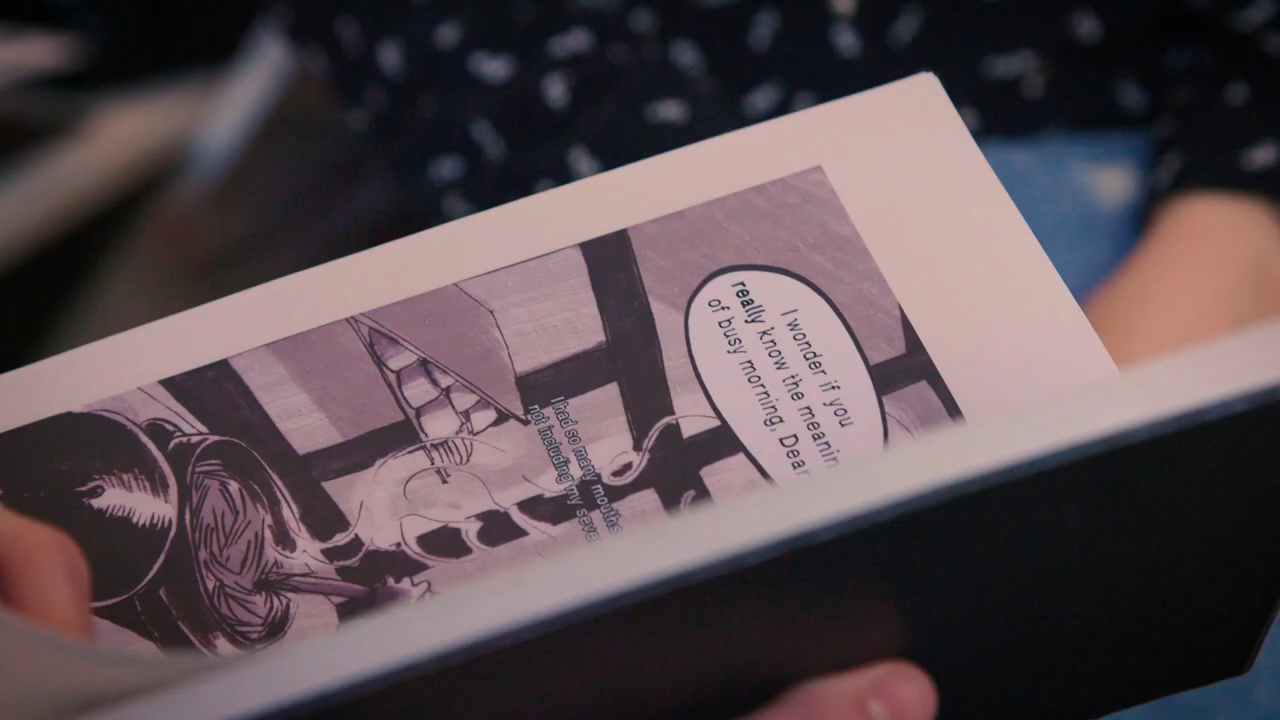 I wonder if you
really know the meanin
of busy morning, Dear
I had so many mouths
not including my seve